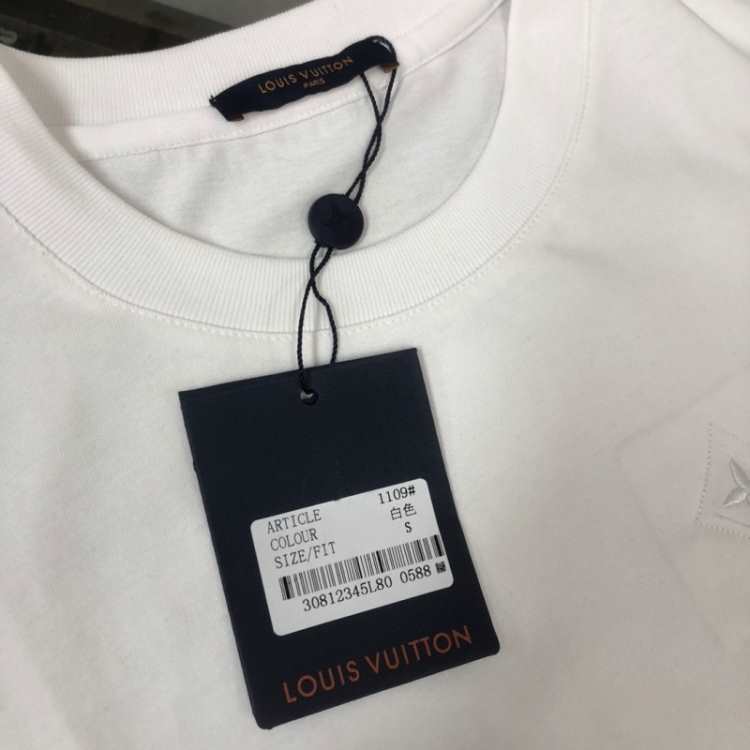 LOUIS VUITTON
PARIS
ARTICLE 1109#
COLOUR 白色
SIZE/FIT S
30812345L80 0588
LOUIS VUITTON